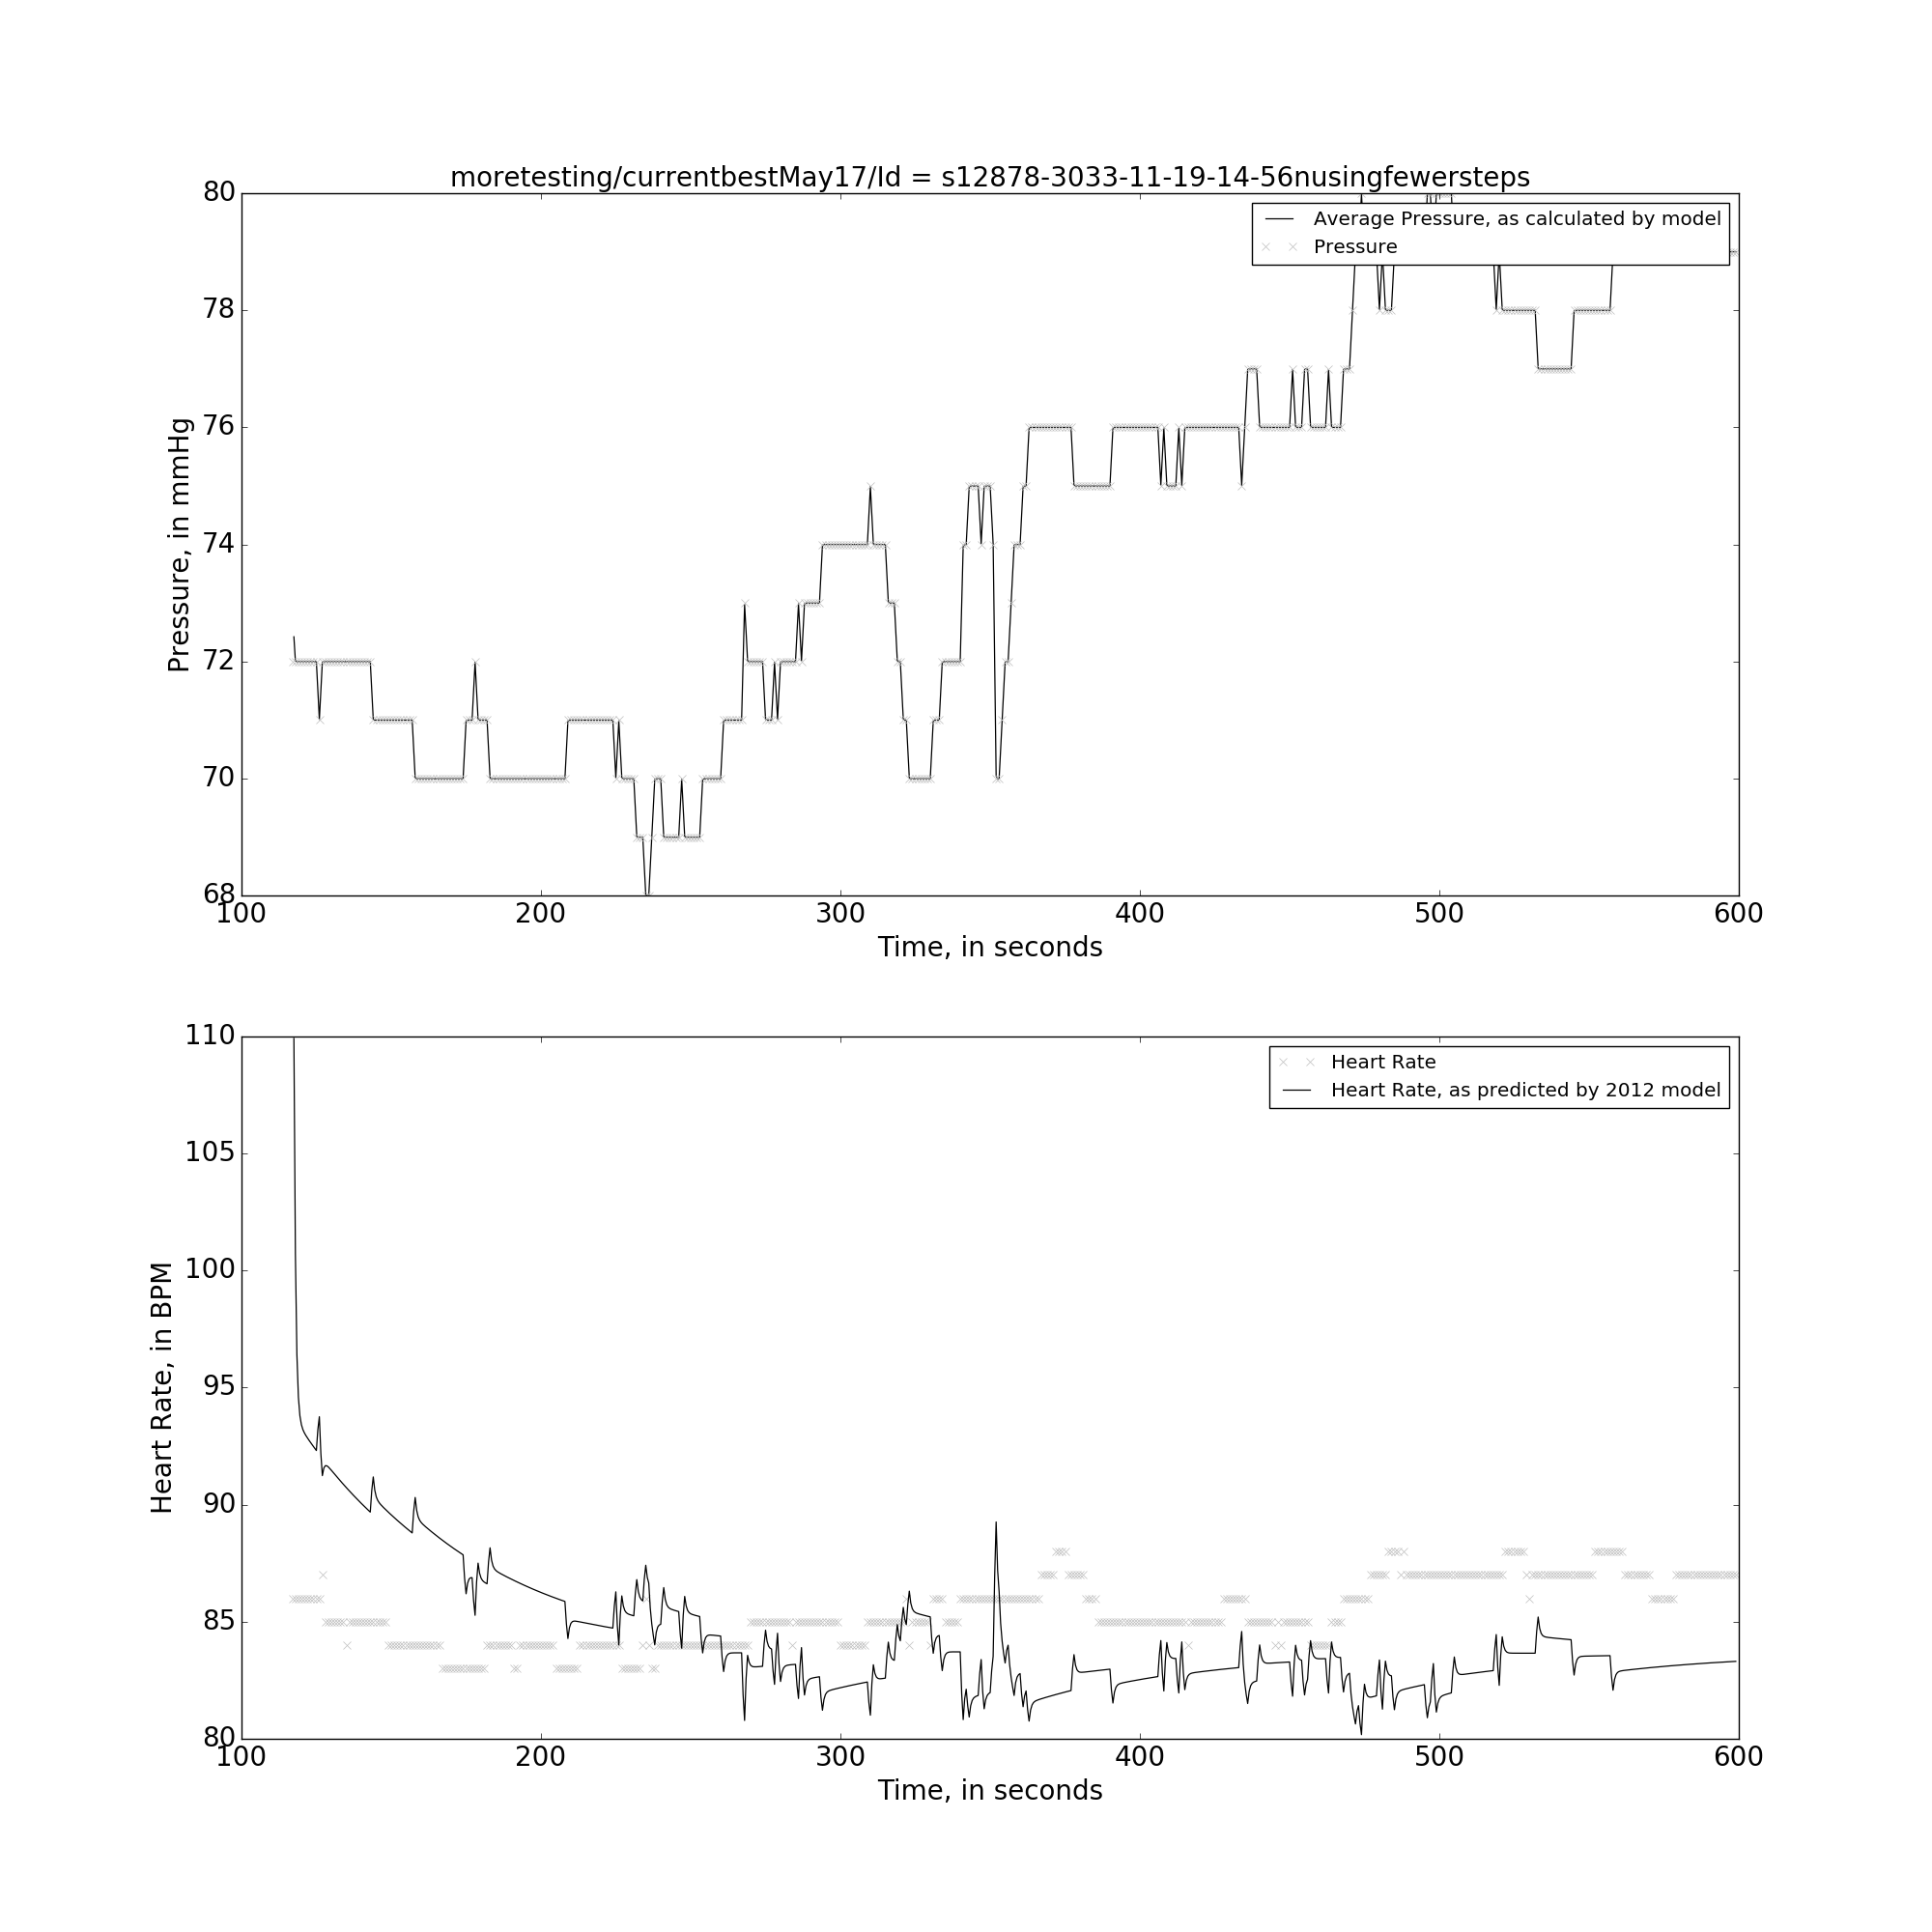 moretesting/currentbestMay17/Id = s12878-3033-11-19-14-56nusingfewersteps
80
Average Pressure, as calculated by model
Pressure
78
76
74
72
70
68
Pressure, in mmHg
100 200 300 400 500 600
Time, in seconds
110
Heart Rate
Heart Rate, as predicted by 2012 model
105
100
95
90
85
80
Heart Rate, in BPM
100 200 300 400 500 600
Time, in seconds